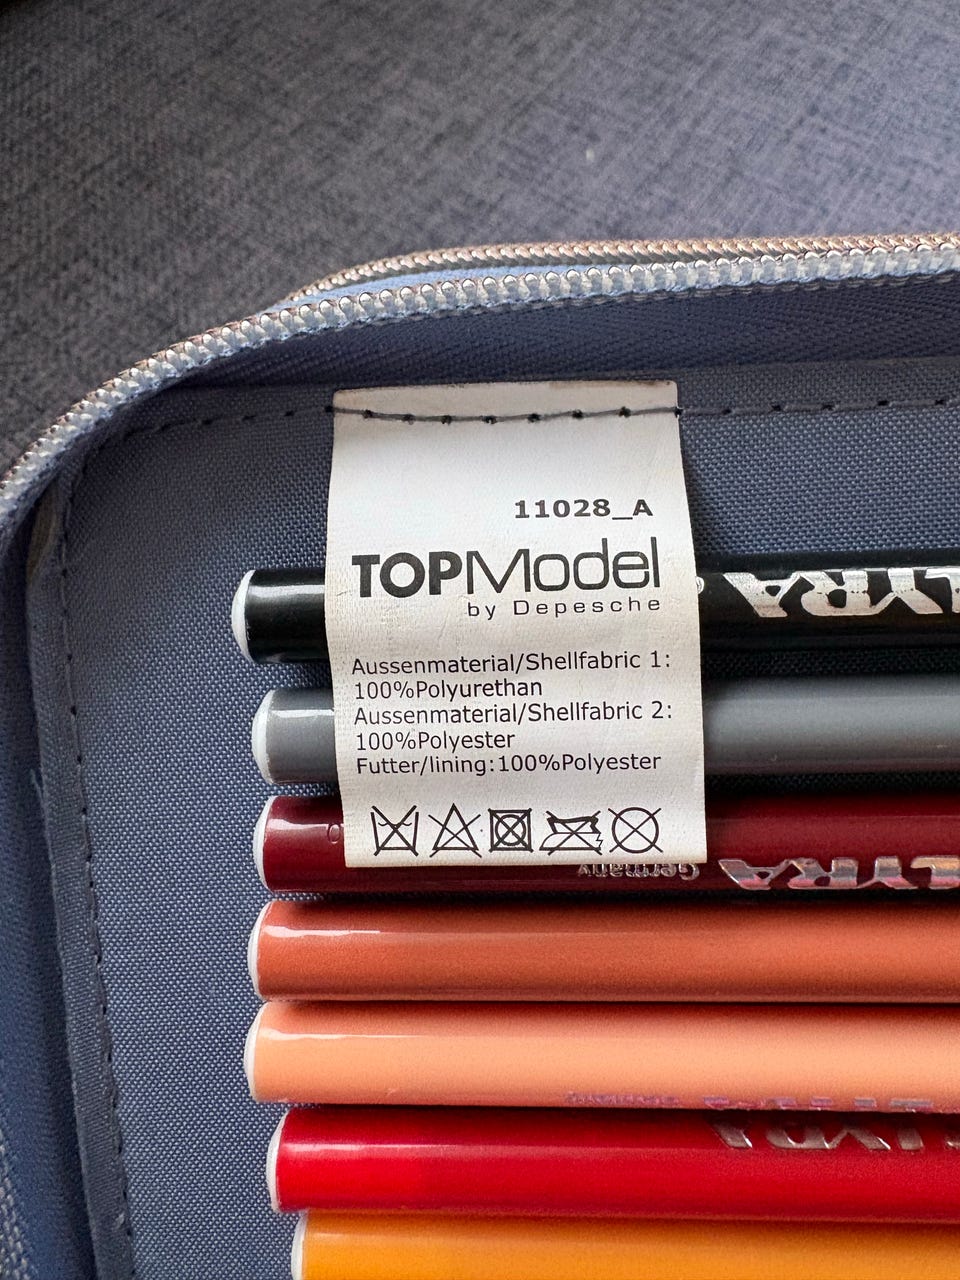 11028_A
TOPModel
by Depesche
LYRA
Aussenmaterial/Shellfabric 1:
100%Polyurethan
Aussenmaterial/Shellfabric 2:
100%Polyester
Futter/lining:100%Polyester
Germany LYRA
LYRA